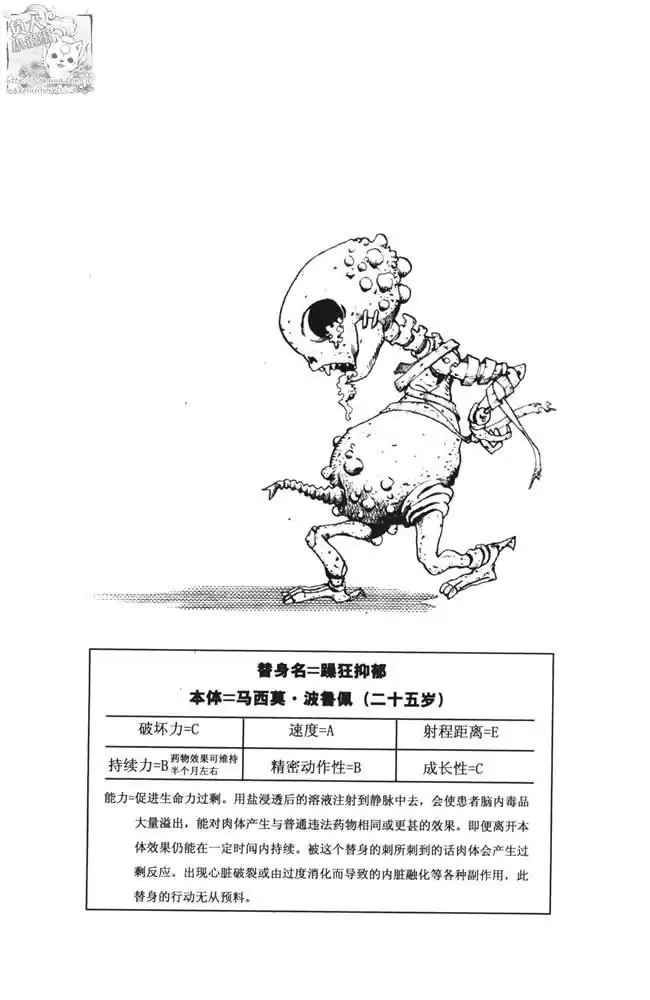 替身名=躁狂抑郁
本体=马西莫·波鲁佩（二十五岁）
破坏力=C
速度=A
射程距离=E
持续力=B 药物效果可维持
半个月左右
精密动作性=B
成长性=C
能力=促进生命力过剩。用盐浸透后的溶液注射到静脉中去，会使患者脑内毒品
大量溢出，能对肉体产生与普通违法药物相同或更甚的效果。即便离开本
体效果仍能在一定时间内持续。被这个替身的刺所刺到的话肉体会产生过
剩反应。出现心脏破裂或由过度消化而导致的内脏融化等各种副作用，此
替身的行动无从预料。